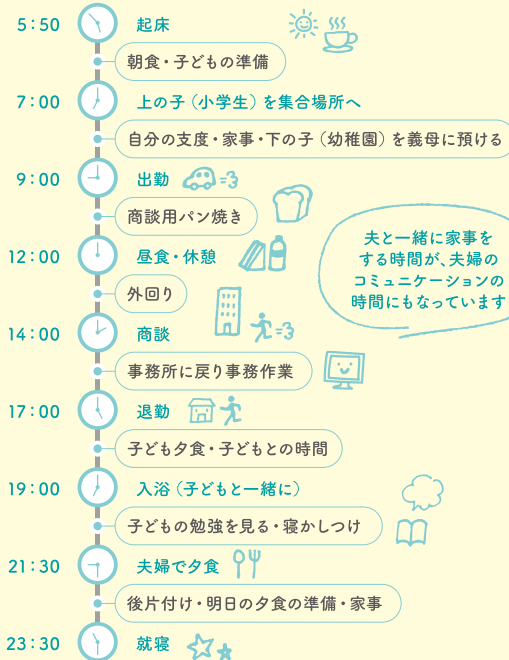 5:50 起床
朝食・子どもの準備
7:00 上の子（小学生）を集合場所へ
自分の支度・家事・下の子（幼稚園）を義母に預ける
9:00 出勤
商談用パン焼き
12:00 昼食・休憩
夫と一緒に家事を
する時間が、夫婦の
コミュニケーションの
時間にもなっています
外回り
14:00 商談
事務所に戻り事務作業
17:00 退勤
子ども夕食・子どもとの時間
19:00 入浴（子どもと一緒に）
子どもの勉強を見る・寝かしつけ
21:30 夫婦で夕食
後片付け・明日の夕食の準備・家事
23:30 就寝